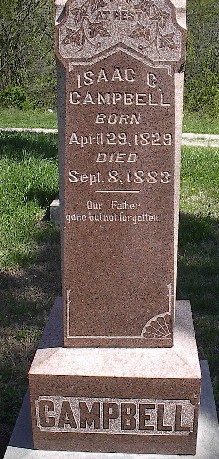 AT REST
ISAAC C.
CAMPBELL
BORN
April 29, 1829
DIED
Sept. 8, 1883
Our Father
gone but not forgotten.
CAMPBELL